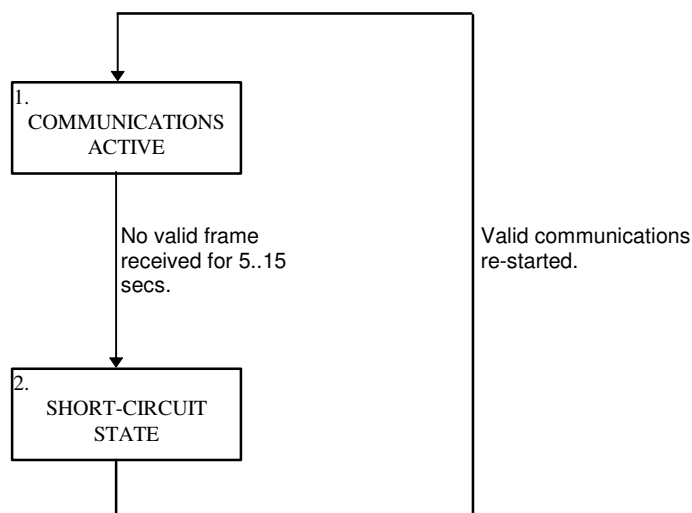 1.
COMMUNICATIONS
ACTIVE
No valid frame
received for 5..15
secs.
Valid communications
re-started.
2.
SHORT-CIRCUIT
STATE